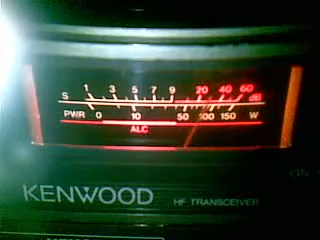 S 1 3 5 7 9 20 40 60 dB
PWR 0 10 50 100 150 W
ALC
ON
KENWOOD HF TRANSCEIVER